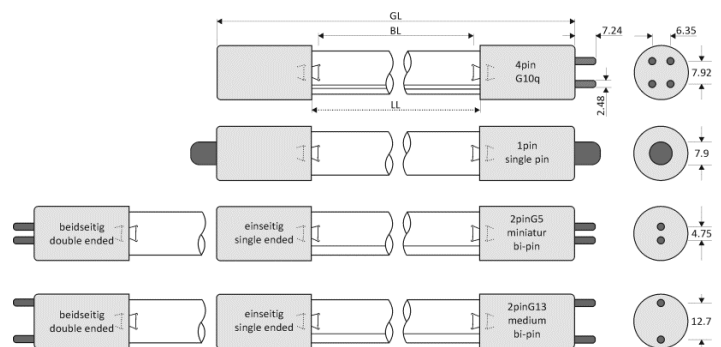 GL
BL
7.24
6.35
4pin
G10q
7.92
2.48
LL
1pin
single pin
7.9
beidseitig
double ended
einseitig
single ended
2pinG5
miniatur
bi-pin
4.75
beidseitig
double ended
einseitig
single ended
2pinG13
medium
bi-pin
12.7